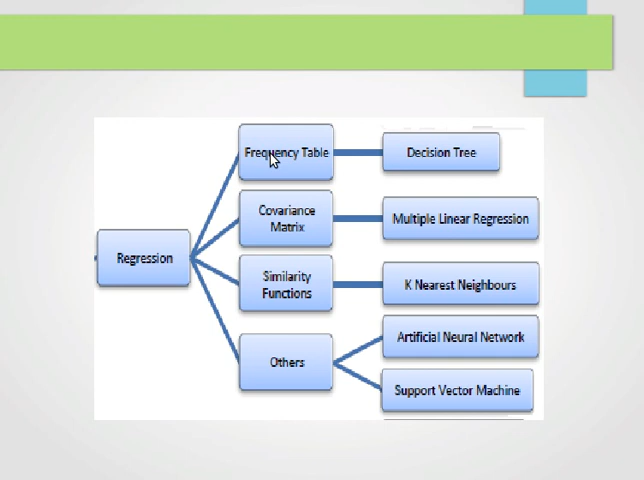 Frequency Table
Decision Tree
Covariance
Matrix
Multiple Linear Regression
Regression
Similarity
Functions
K Nearest Neighbours
Others
Artificial Neural Network
Support Vector Machine